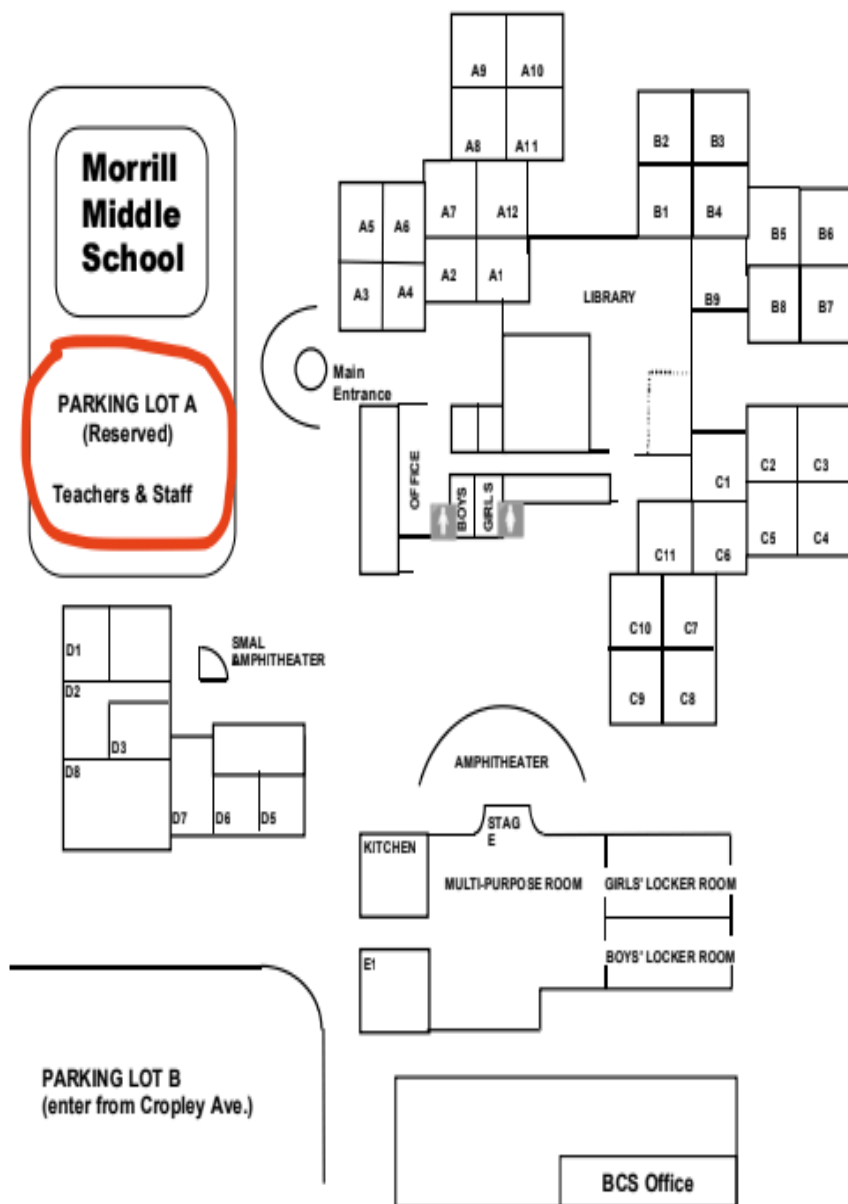 A9 A10
A8 A11
B2 B3
Morrill
Middle
School
A5 A6 A7 A12
B1 B4
B5 B6
A3 A4 A2 A1
LIBRARY
B9 B8 B7
Main
Entrance
PARKING LOT A
(Reserved)
Teachers & Staff
OFFICE
BOYS
GIRLS
C1 C2 C3
C11 C6 C5 C4
C10 C7
C9 C8
D1
D2
D3
D8
D7 D6 D5
SMAL
L
AMPHITHEATER
AMPHITHEATER
STAG
E
KITCHEN
MULTI-PURPOSE ROOM
GIRLS' LOCKER ROOM
BOYS' LOCKER ROOM
E1
PARKING LOT B
(enter from Cropley Ave.)
BCS Office